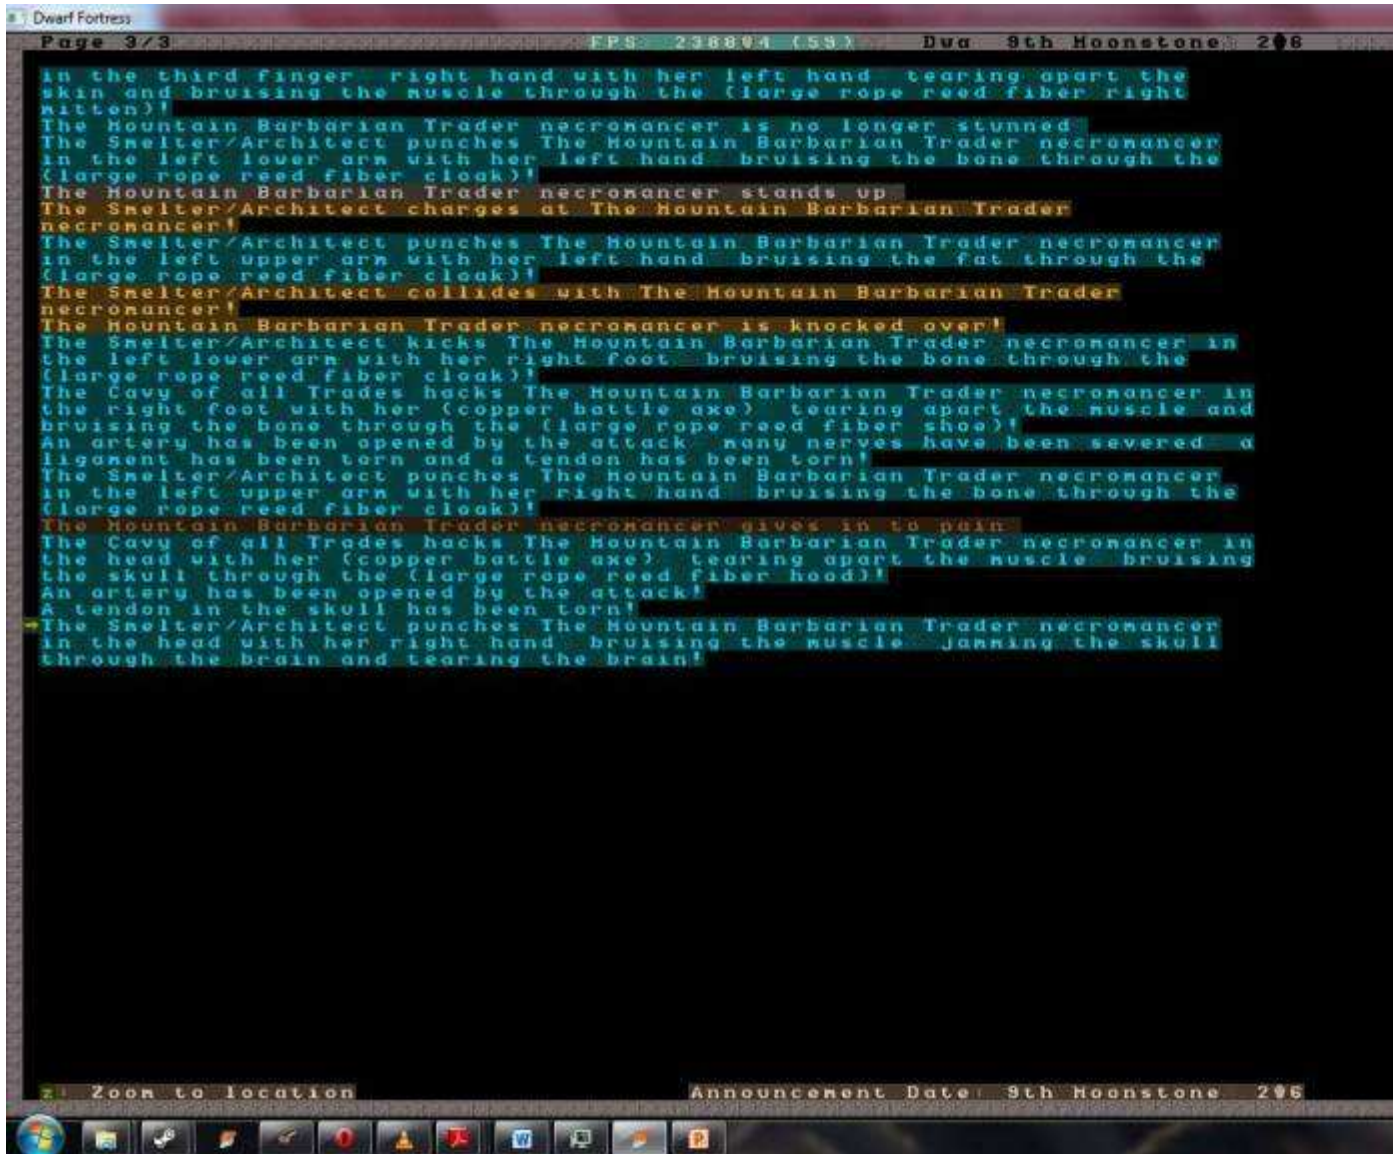 Dwarf Fortress
Page 3/3 FPS: 238804 (59) Dwa 9th Moonstone 206
in the third finger right hand with her left hand tearing apart the
skin and bruising the muscle through the (large rope reed fiber right
mitten)!
The Mountain Barbarian Trader necromancer is no longer stunned.
The Smelter/Architect punches The Mountain Barbarian Trader necromancer
in the left lower arm with her left hand bruising the bone through the
(large rope reed fiber cloak)!
The Mountain Barbarian Trader necromancer stands up.
The Smelter/Architect charges at The Mountain Barbarian Trader
necromancer!
The Smelter/Architect punches The Mountain Barbarian Trader necromancer
in the left upper arm with her left hand bruising the fat through the
(large rope reed fiber cloak)!
The Smelter/Architect collides with The Mountain Barbarian Trader
necromancer!
The Mountain Barbarian Trader necromancer is knocked over!
The Smelter/Architect kicks The Mountain Barbarian Trader necromancer in
the left lower arm with her right foot bruising the bone through the
(large rope reed fiber cloak)!
The Cavy of all Trades hacks The Mountain Barbarian Trader necromancer in
the right foot with her (copper battle axe) tearing apart the muscle and
bruising the bone through the (large rope reed fiber shoe)!
An artery has been opened by the attack many nerves have been severed a
ligament has been torn and a tendon has been torn!
The Smelter/Architect punches The Mountain Barbarian Trader necromancer
in the left upper arm with her right hand bruising the bone through the
(large rope reed fiber cloak)!
The Mountain Barbarian Trader necromancer gives in to pain.
The Cavy of all Trades hacks The Mountain Barbarian Trader necromancer in
the head with her (copper battle axe) tearing apart the muscle bruising
the skull through the (large rope reed fiber hood)!
An artery has been opened by the attack!
A tendon in the skull has been torn!
The Smelter/Architect punches The Mountain Barbarian Trader necromancer
in the head with her right hand bruising the muscle jamming the skull
through the brain and tearing the brain!
z: Zoom to location Announcement Date: 9th Moonstone 206